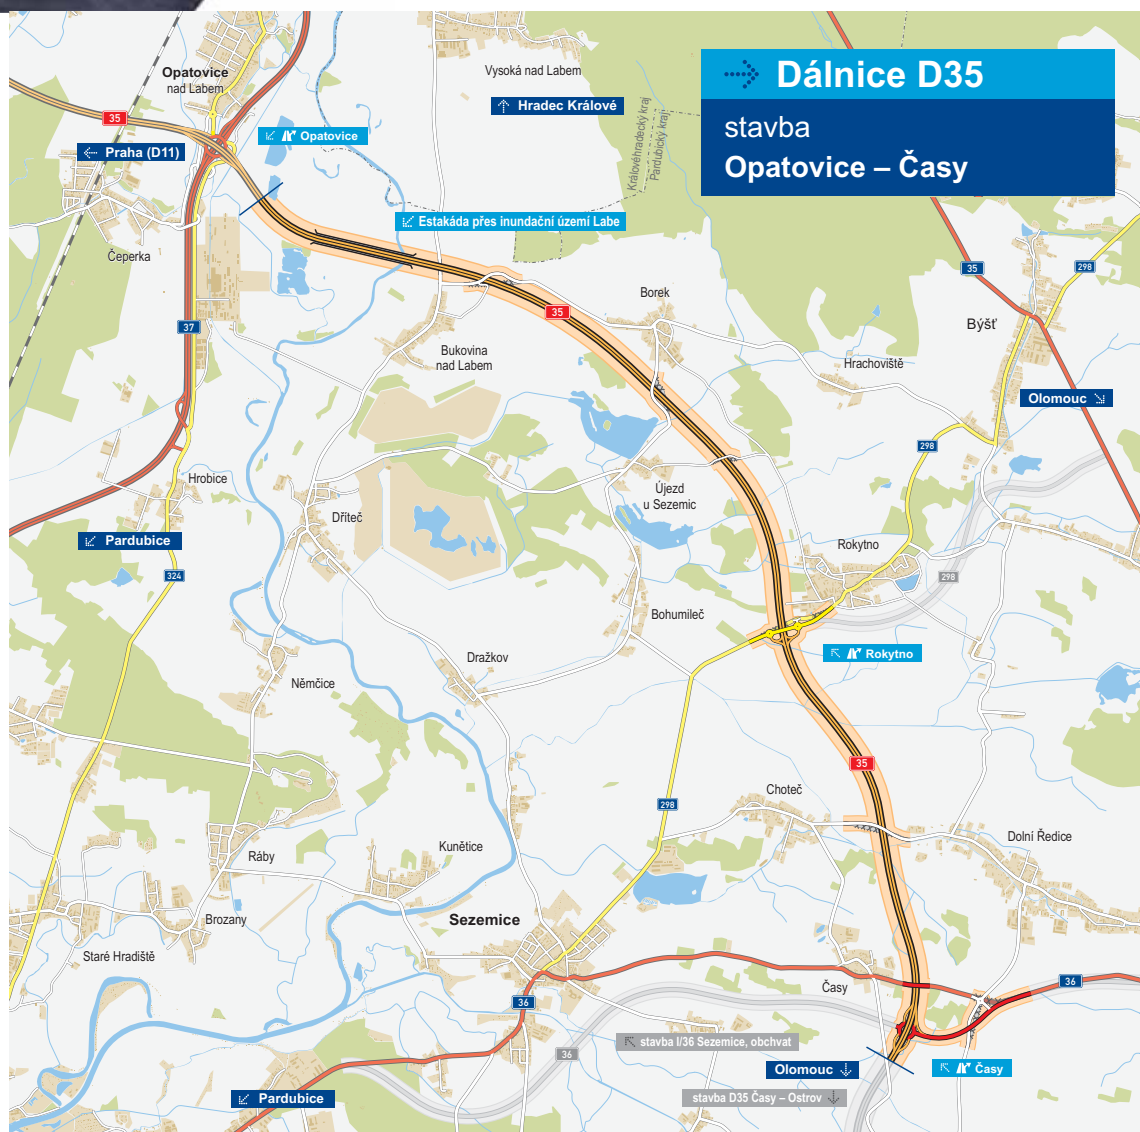 Dálnice D35
stavba
Opatovice – Časy
Opatovice
nad Labem
Vysoká nad Labem
Hradec Králové
35
Opatovice
Praha (D11)
Královéhradecký kraj
Pardubický kraj
Estakáda přes inundační území Labe
Čeperka
35
298
35
Borek
Býšť
37
Bukovina
nad Labem
Hrachoviště
Olomouc
298
Hrobice
Újezd
u Sezemic
Dříteč
Pardubice
Rokytno
324
298
Bohumileč
Rokytno
Dražkov
Němčice
35
Choteč
298
Dolní Ředice
Kunětice
Ráby
Brozany
Sezemice
Staré Hradiště
Časy
36
36
stavba I/36 Sezemice, obchvat
36
Olomouc
Časy
Pardubice
stavba D35 Časy – Ostrov